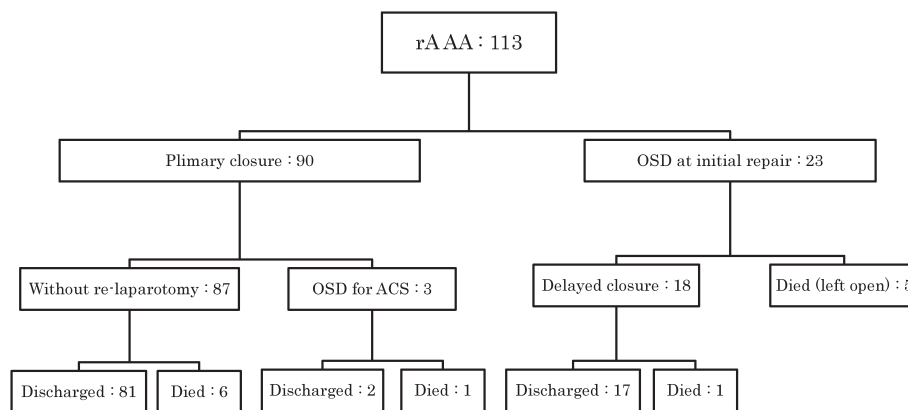 rAAA : 113
Plimary closure : 90
OSD at initial repair : 23
Without re-laparotomy : 87
OSD for ACS : 3
Delayed closure : 18
Died (left open) : 5
Discharged : 81
Died : 6
Discharged : 2
Died : 1
Discharged : 17
Died : 1